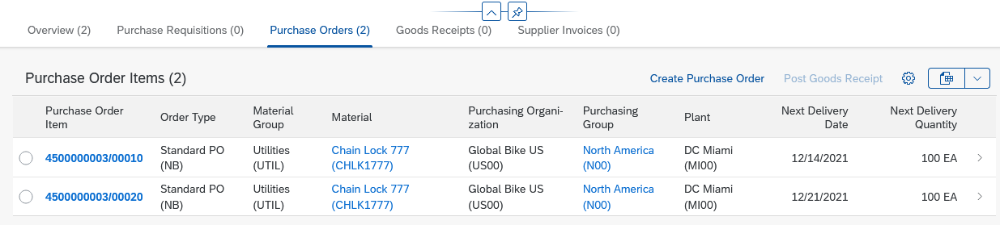 Overview (2) Purchase Requisitions (0) Purchase Orders (2) Goods Receipts (0) Supplier Invoices (0)
Purchase Order Items (2) Create Purchase Order Post Goods Receipt
Purchase Order Item Order Type Material Group Material Purchasing Organi- zation Purchasing Group Plant Next Delivery Date Next Delivery Quantity
4500000003/00010 Standard PO (NB) Utilities (UTIL) Chain Lock 777 (CHLK1777) Global Bike US (US00) North America (N00) DC Miami (MI00) 12/14/2021 100 EA
4500000003/00020 Standard PO (NB) Utilities (UTIL) Chain Lock 777 (CHLK1777) Global Bike US (US00) North America (N00) DC Miami (MI00) 12/21/2021 100 EA